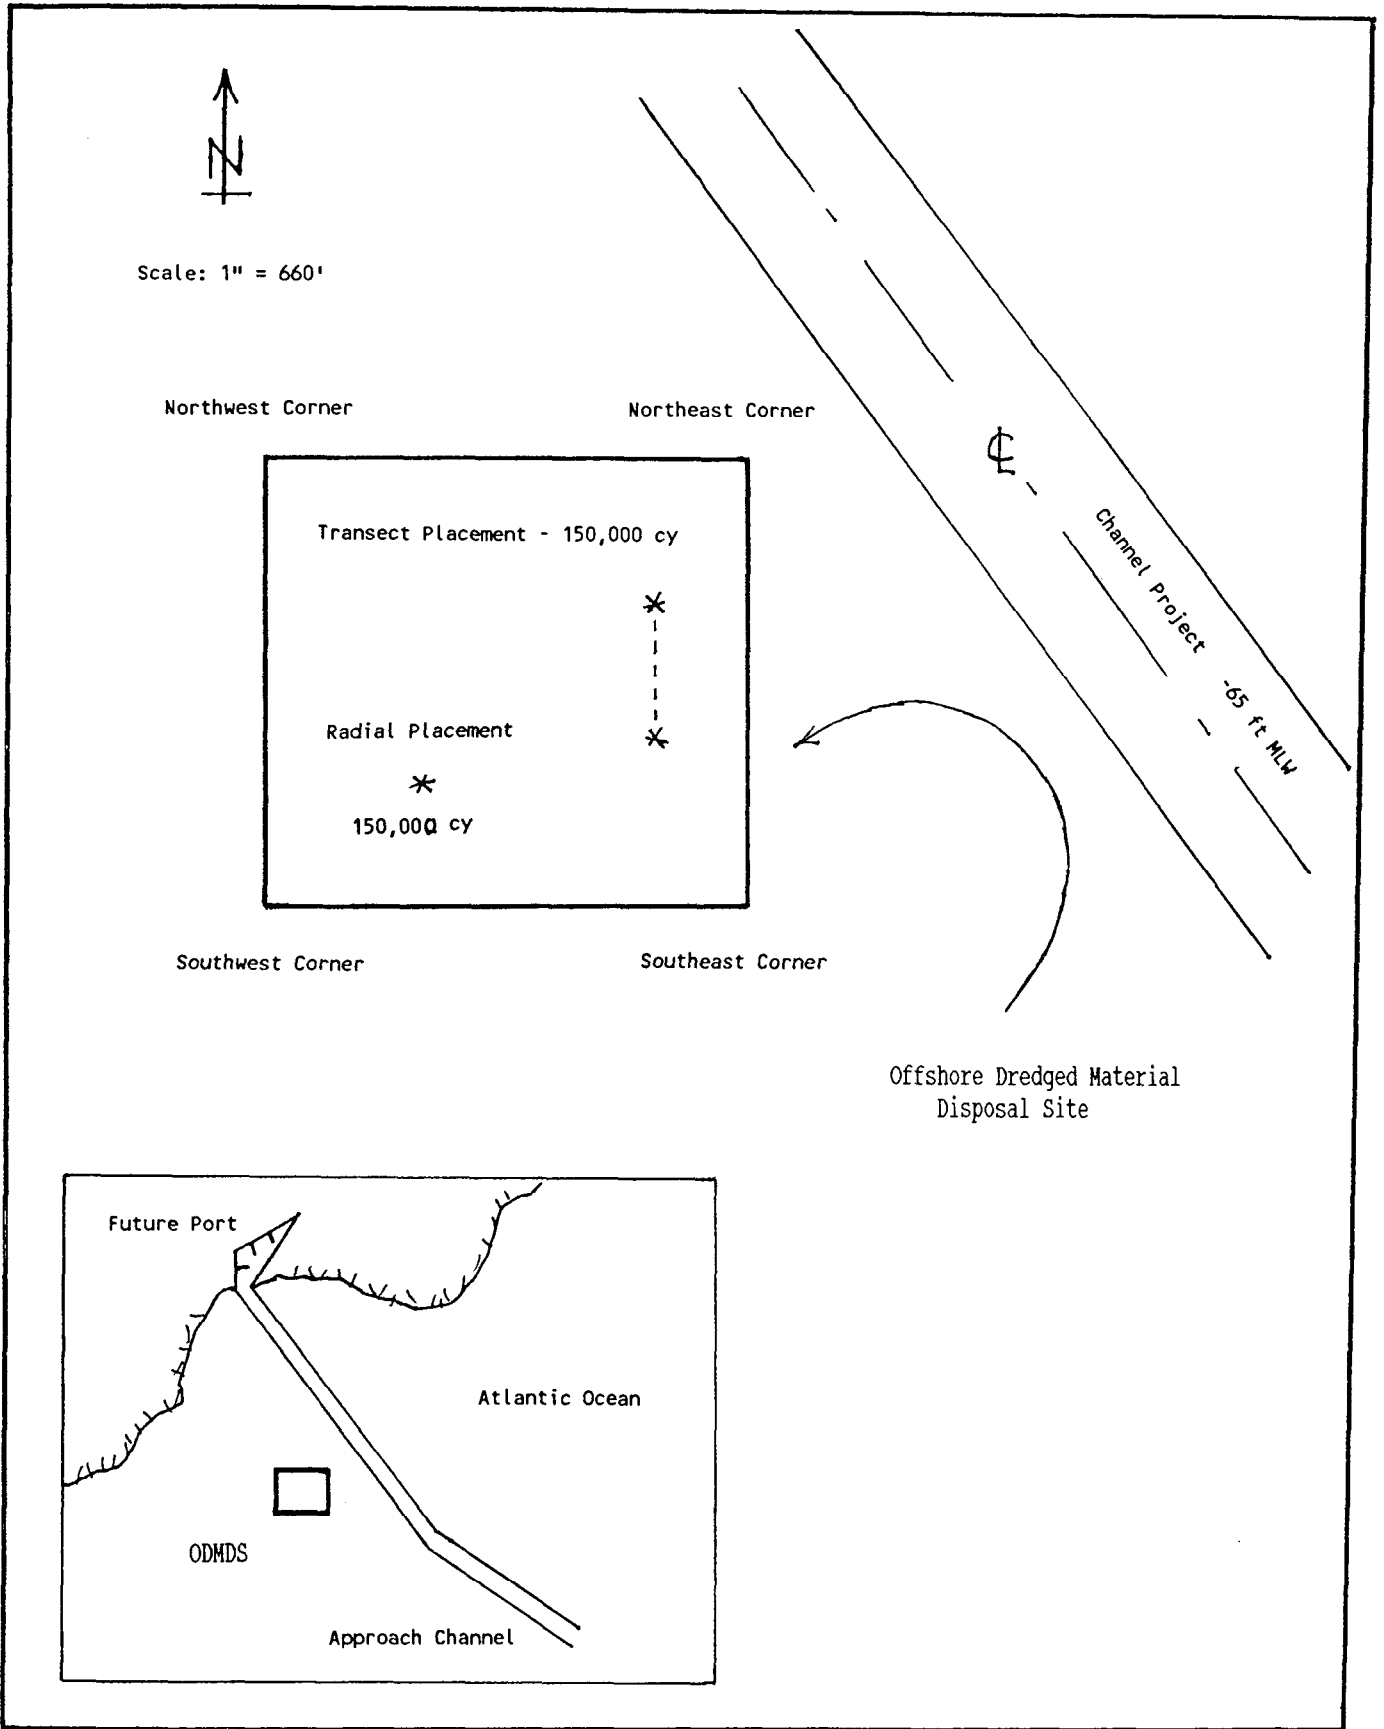 N
Scale: 1" = 660'
Northwest Corner
Northeast Corner
℄
Transect Placement - 150,000 cy
Channel Project -65 ft MLW
Radial Placement
150,000 cy
Southwest Corner
Southeast Corner
Offshore Dredged Material
Disposal Site
Future Port
Atlantic Ocean
ODMDS
Approach Channel